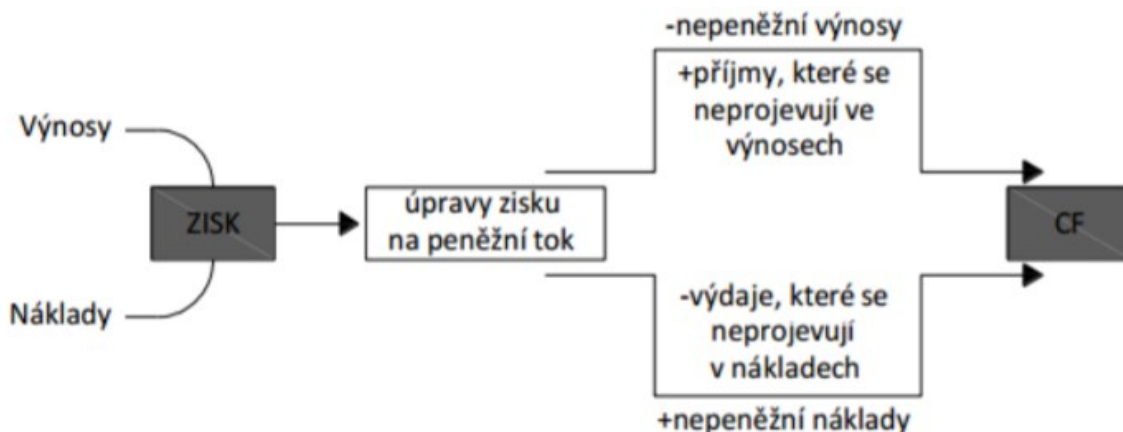 -nepeněžní výnosy
+příjmy, které se
neprojevují ve
výnosech
Výnosy
ZISK
úpravy zisku
na peněžní tok
CF
Náklady
-výdaje, které se
neprojevují
v nákladech
+nepeněžní náklady